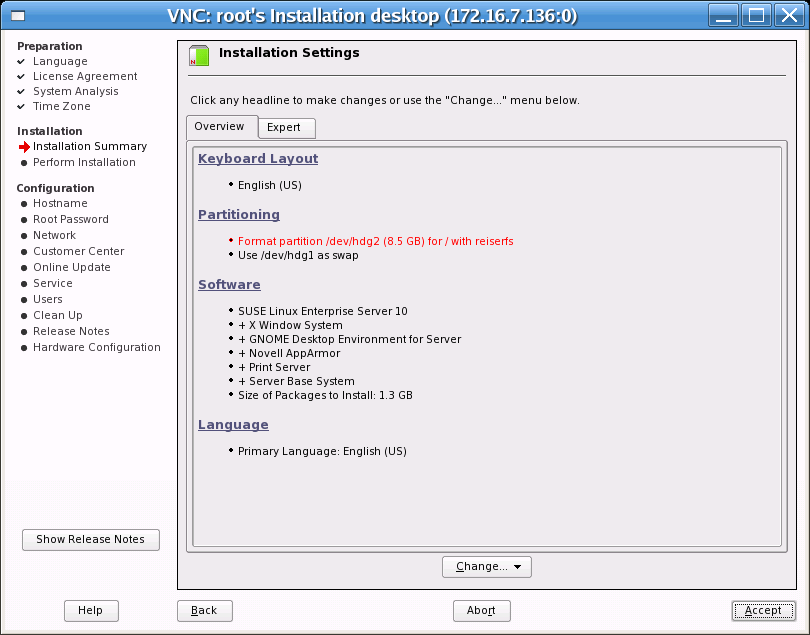 VNC: root's Installation desktop (172.16.7.136:0)
Preparation
Language
License Agreement
System Analysis
Time Zone
Installation
Installation Summary
Perform Installation
Configuration
Hostname
Root Password
Network
Customer Center
Online Update
Service
Users
Clean Up
Release Notes
Hardware Configuration
Show Release Notes
Help
N
Installation Settings
Click any headline to make changes or use the "Change..." menu below.
Overview
Expert
Keyboard Layout
• English (US)
Partitioning
• Format partition /dev/hdg2 (8.5 GB) for / with reiserfs
• Use /dev/hdg1 as swap
Software
• SUSE Linux Enterprise Server 10
• + X Window System
• + GNOME Desktop Environment for Server
• + Novell AppArmor
• + Print Server
• + Server Base System
• Size of Packages to Install: 1.3 GB
Language
• Primary Language: English (US)
Change...
Back
Abort
Accept